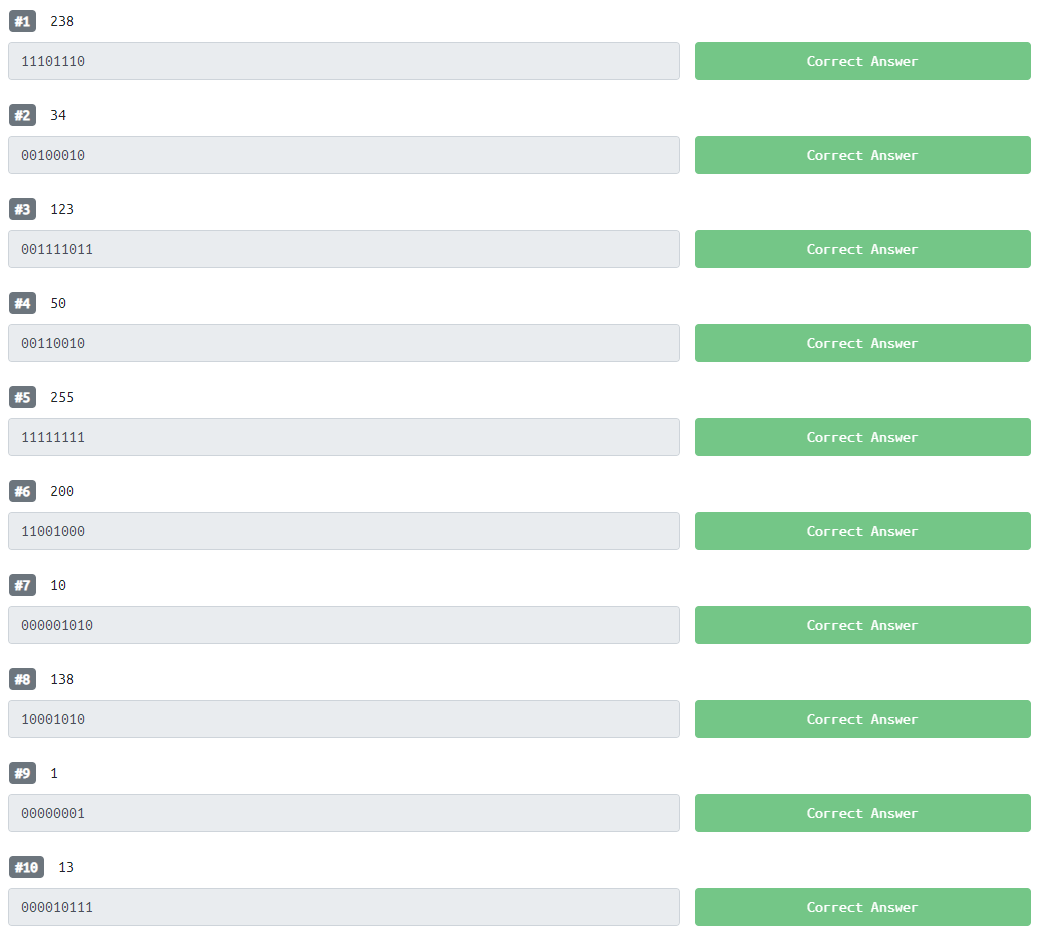 #1 238
11101110 Correct Answer
#2 34
00100010 Correct Answer
#3 123
001111011 Correct Answer
#4 50
00110010 Correct Answer
#5 255
11111111 Correct Answer
#6 200
11001000 Correct Answer
#7 10
000001010 Correct Answer
#8 138
10001010 Correct Answer
#9 1
00000001 Correct Answer
#10 13
000010111 Correct Answer